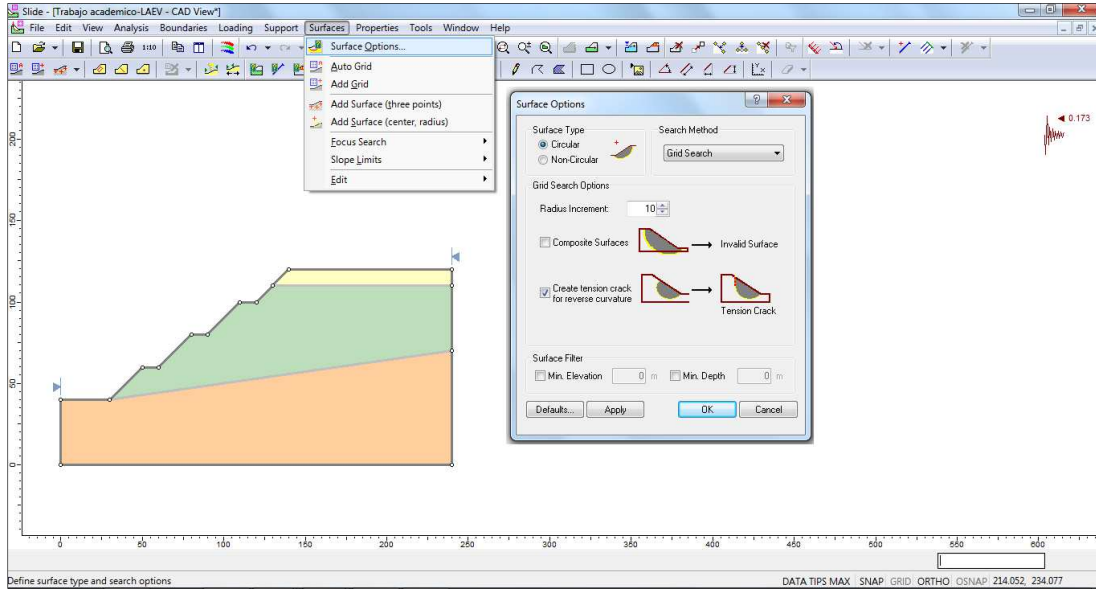 Slide - [Trabajo academico-LAEV - CAD View*]
File Edit View Analysis Boundaries Loading Support Surfaces Properties Tools Window Help
1:10
Surface Options...
Auto Grid
Add Grid
Add Surface (three points)
Add Surface (center, radius)
Focus Search
Slope Limits
Edit
Surface Options
Surface Type
Circular
Non-Circular
Search Method
Grid Search
Grid Search Options
Radius Increment: 10
Composite Surfaces
Invalid Surface
Create tension crack
for reverse curvature
Tension Crack
Surface Filter
Min. Elevation 0 m Min. Depth 0 m
Defaults... Apply OK Cancel
0.173
200
150
100
50
0
0 50 100 150 200 250 300 350 400 450 500 550 600
Define surface type and search options
DATA TIPS MAX SNAP GRID ORTHO OSNAP 214.052, 234.077